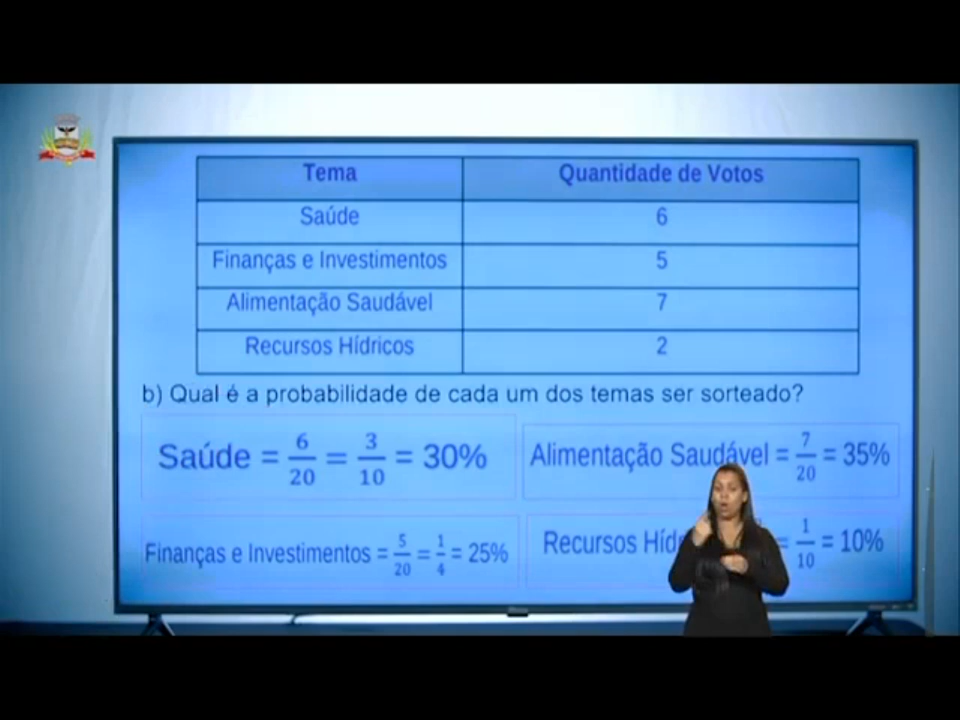 Tema Quantidade de Votos
Saúde 6
Finanças e Investimentos 5
Alimentação Saudável 7
Recursos Hídricos 2
b) Qual é a probabilidade de cada um dos temas ser sorteado?
Saúde = 6/20 = 3/10 = 30%
Alimentação Saudável = 7/20 = 35%
Finanças e Investimentos = 5/20 = 1/4 = 25%
Recursos = 1/10 = 10%